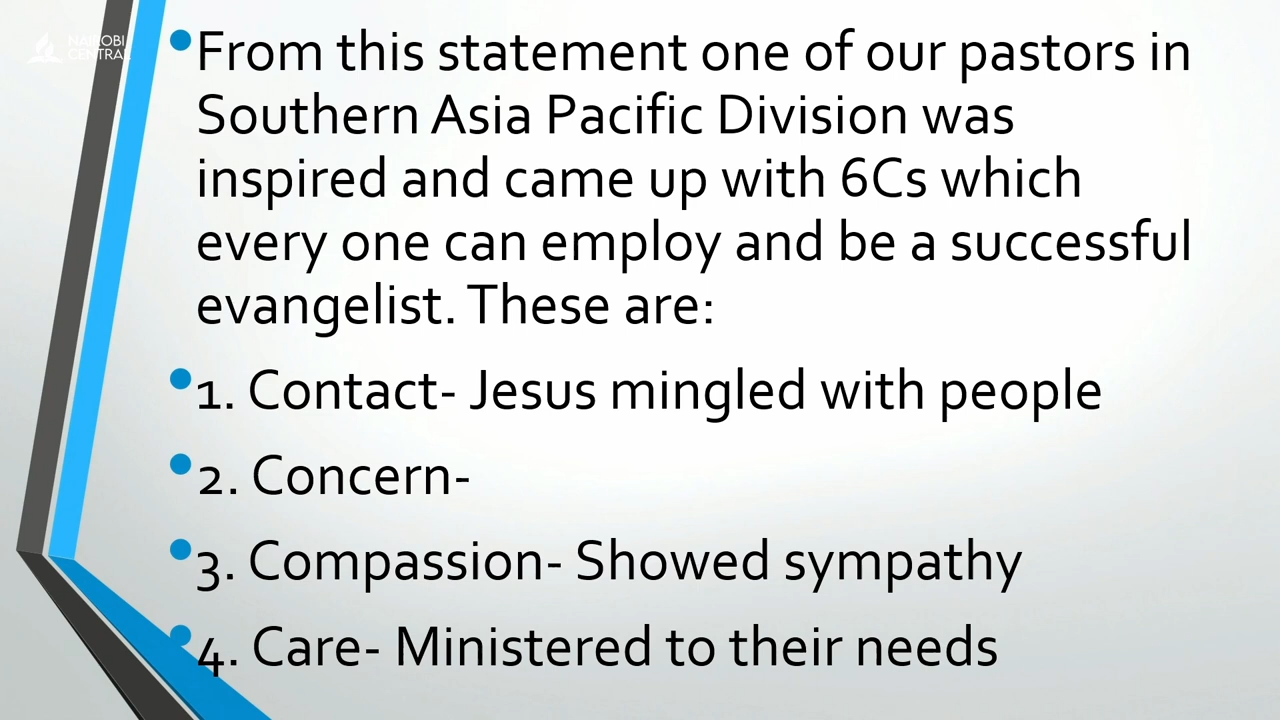 NAIROBI
CENTRAL
•From this statement one of our pastors in
Southern Asia Pacific Division was
inspired and came up with 6Cs which
every one can employ and be a successful
evangelist. These are:
•1. Contact- Jesus mingled with people
•2. Concern-
•3. Compassion- Showed sympathy
•4. Care- Ministered to their needs